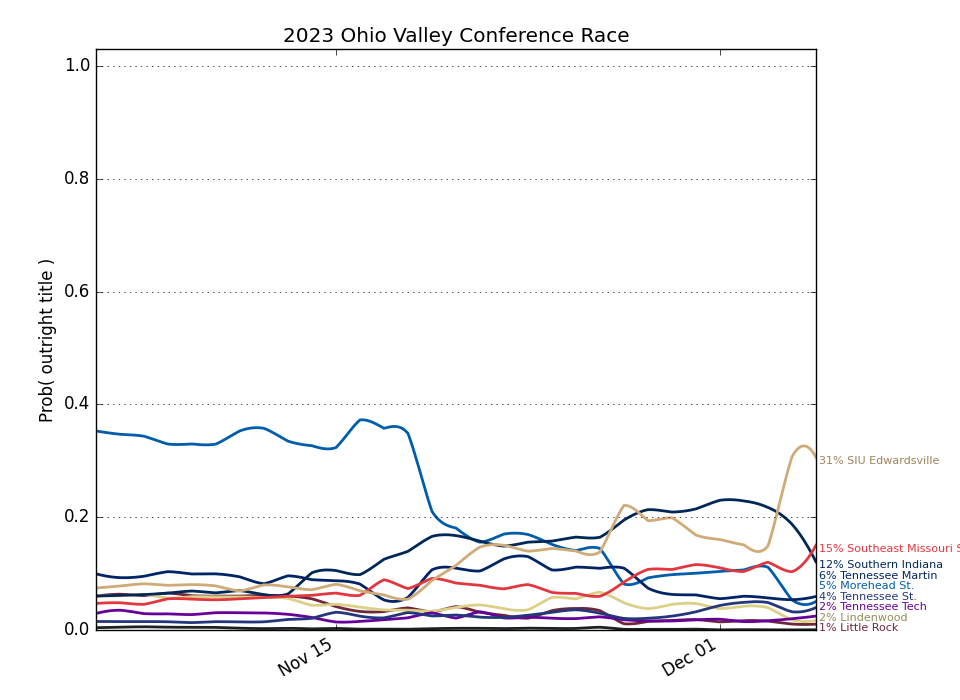 2023 Ohio Valley Conference Race
Prob( outright title )
1.0
0.8
0.6
0.4
0.2
0.0
Nov 15
Dec 01
31% SIU Edwardsville
15% Southeast Missouri S
12% Southern Indiana
6% Tennessee Martin
5% Morehead St.
4% Tennessee St.
2% Tennessee Tech
2% Lindenwood
1% Little Rock